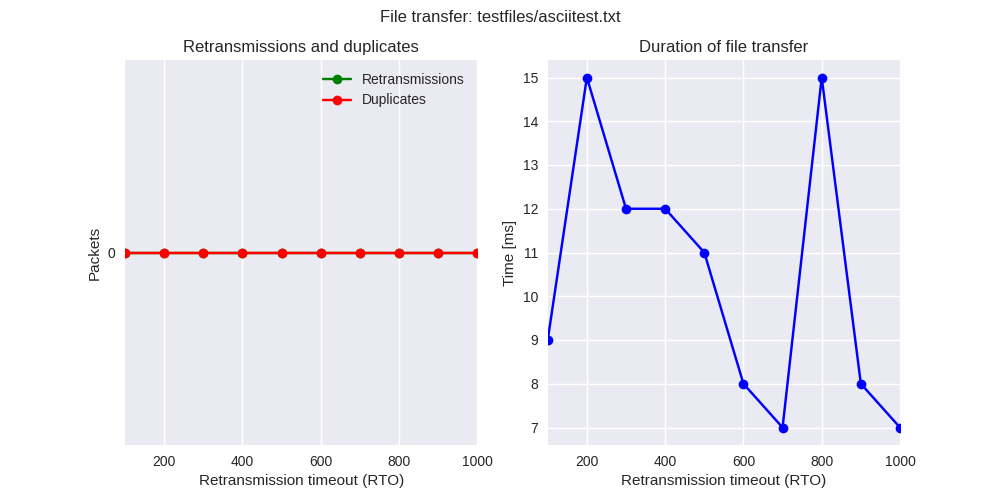 File transfer: testfiles/asciitest.txt
Retransmissions and duplicates
Retransmissions
Duplicates
Packets
0
200 400 600 800 1000
Retransmission timeout (RTO)
Duration of file transfer
Time [ms]
15
14
13
12
11
10
9
8
7
200 400 600 800 1000
Retransmission timeout (RTO)